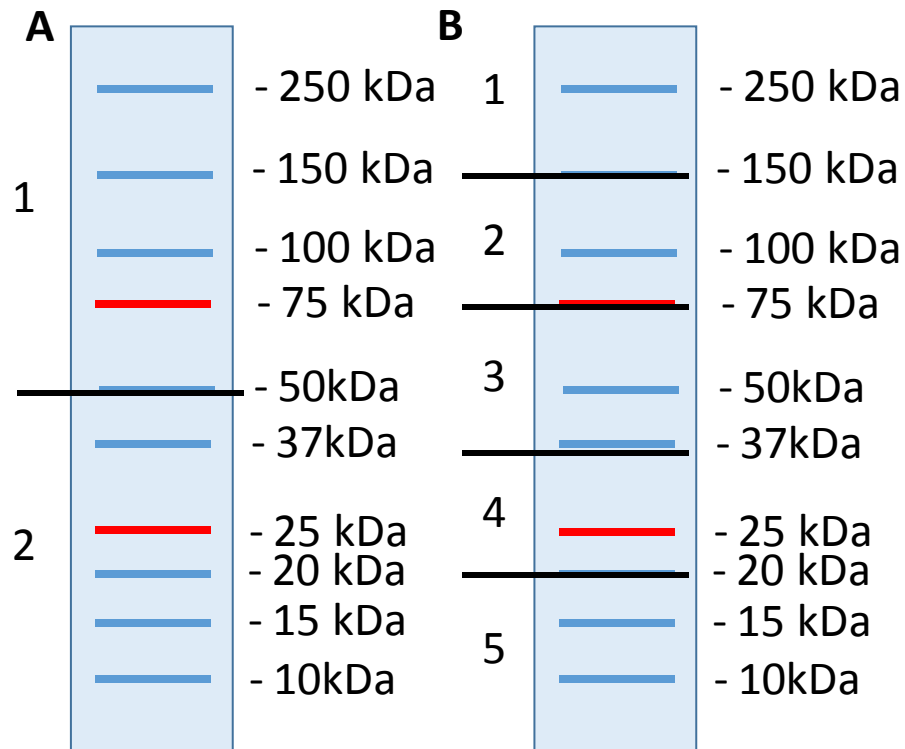 A
1
2
- 250 kDa
- 150 kDa
- 100 kDa
- 75 kDa
- 50kDa
- 37kDa
- 25 kDa
- 20 kDa
- 15 kDa
- 10kDa
B
1
2
3
4
5
- 250 kDa
- 150 kDa
- 100 kDa
- 75 kDa
- 50kDa
- 37kDa
- 25 kDa
- 20 kDa
- 15 kDa
- 10kDa